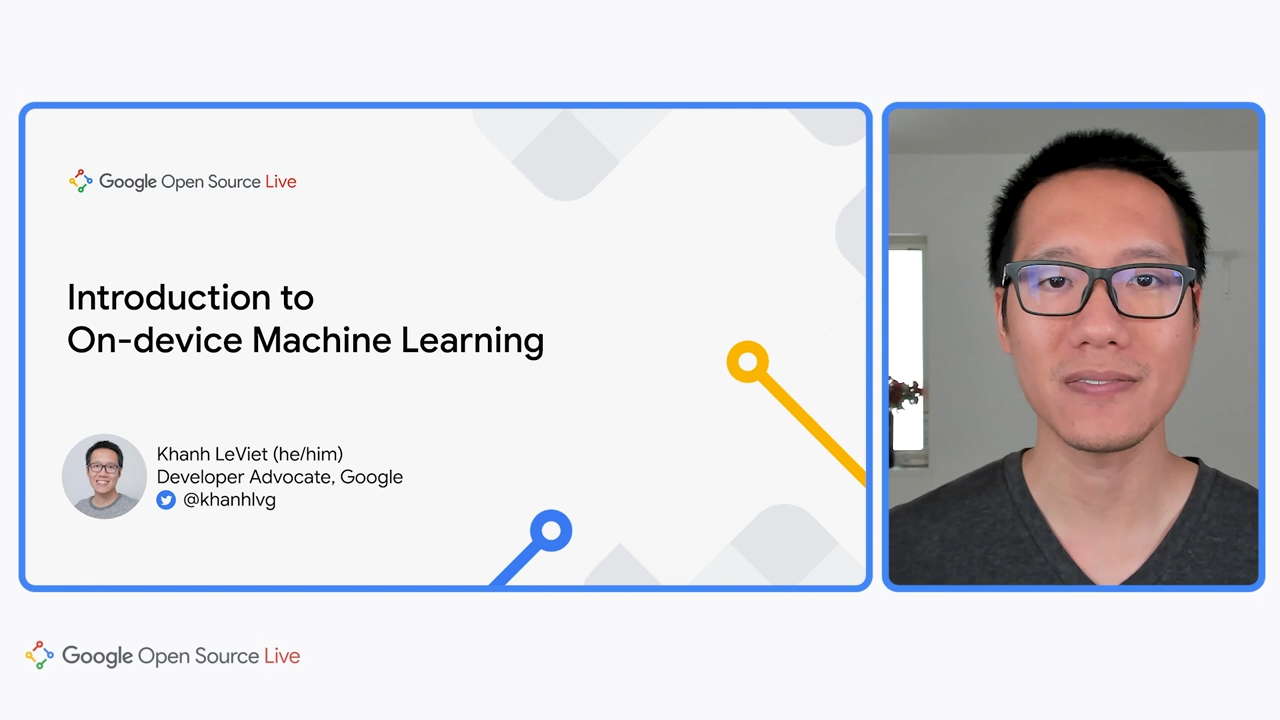 Google Open Source Live
Introduction to
On-device Machine Learning
Khanh LeViet (he/him)
Developer Advocate, Google
@khanhlvg
Google Open Source Live